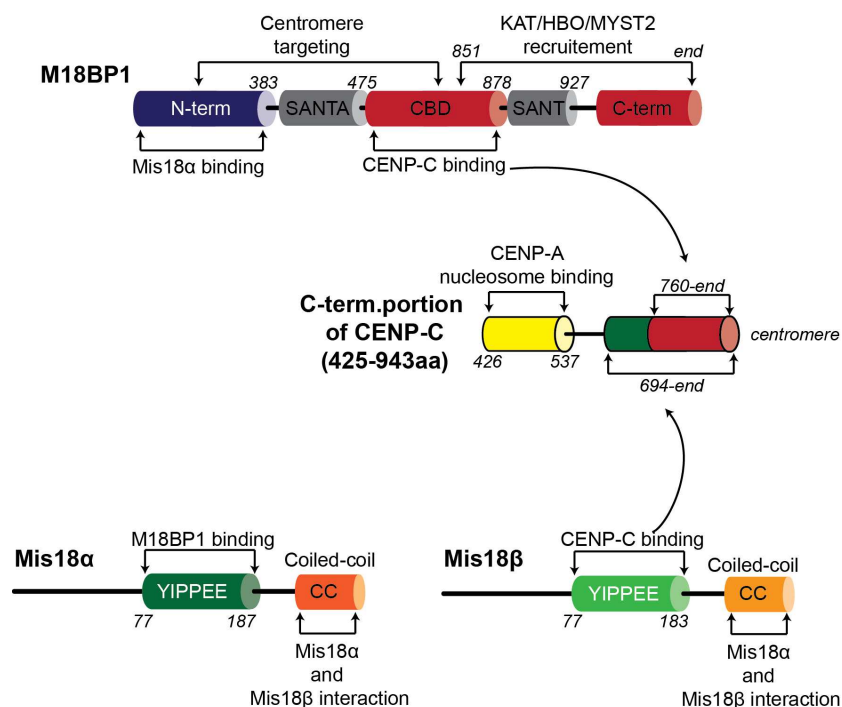 Centromere
targeting
KAT/HBO/MYST2
recruitement
M18BP1
383
475
851
878
927
end
N-term
SANTA
CBD
SANT
C-term
Mis18α binding
CENP-C binding
CENP-A
nucleosome binding
C-term.portion
of CENP-C
(425-943aa)
760-end
centromere
426
537
694-end
Mis18α
M18BP1 binding
Coiled-coil
YIPPEE
CC
77
187
Mis18α
and
Mis18β interaction
Mis18β
CENP-C binding
Coiled-coil
YIPPEE
CC
77
183
Mis18α
and
Mis18β interaction